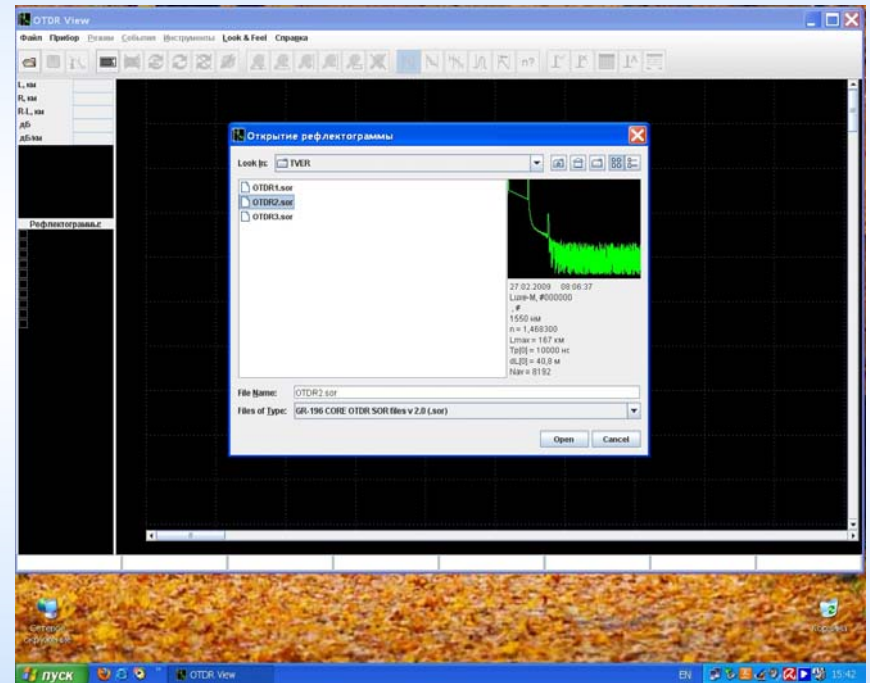 OTDR View
Файл Прибор Режим События Инструменты Look & Feel Справка
n?
L, км
R, км
R-L, км
дБ
дБ/км
Рефлектограммы:
Открытие рефлектограммы
Look In: TVER
OTDR1.sor
OTDR2.sor
OTDR3.sor
27.02.2009 08:06:37
Luxe-M, #000000
, #
1550 нм
n = 1,468300
Lmax = 167 км
Tp[0] = 10000 нс
dL[0] = 40,8 м
Nav = 8192
File Name: OTDR2.sor
Files of Type: GR-196 CORE OTDR SOR files v 2.0 (.sor)
Open Cancel
Сетевое окружение
Корзина
пуск OTDR View EN 15:42